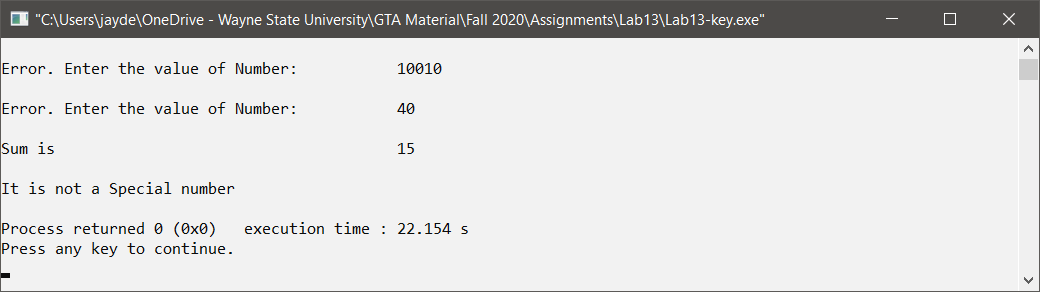 "C:\Users\jayde\OneDrive - Wayne State University\GTA Material\Fall 2020\Assignments\Lab13\Lab13-key.exe"
Error. Enter the value of Number: 10010
Error. Enter the value of Number: 40
Sum is 15
It is not a Special number
Process returned 0 (0x0) execution time : 22.154 s
Press any key to continue.